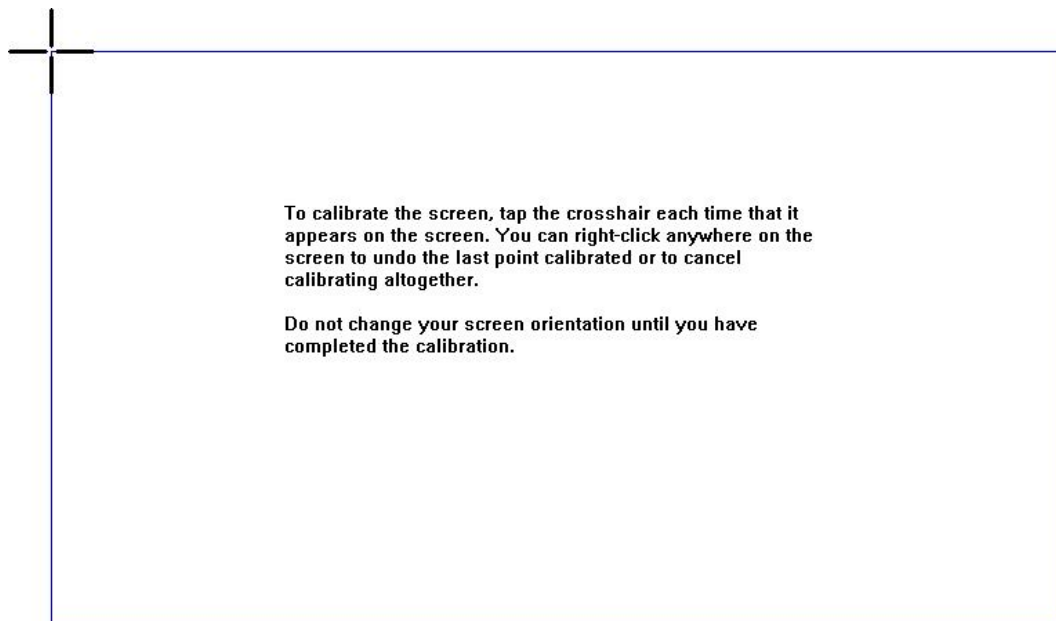 To calibrate the screen, tap the crosshair each time that it
appears on the screen. You can right-click anywhere on the
screen to undo the last point calibrated or to cancel
calibrating altogether.
Do not change your screen orientation until you have
completed the calibration.